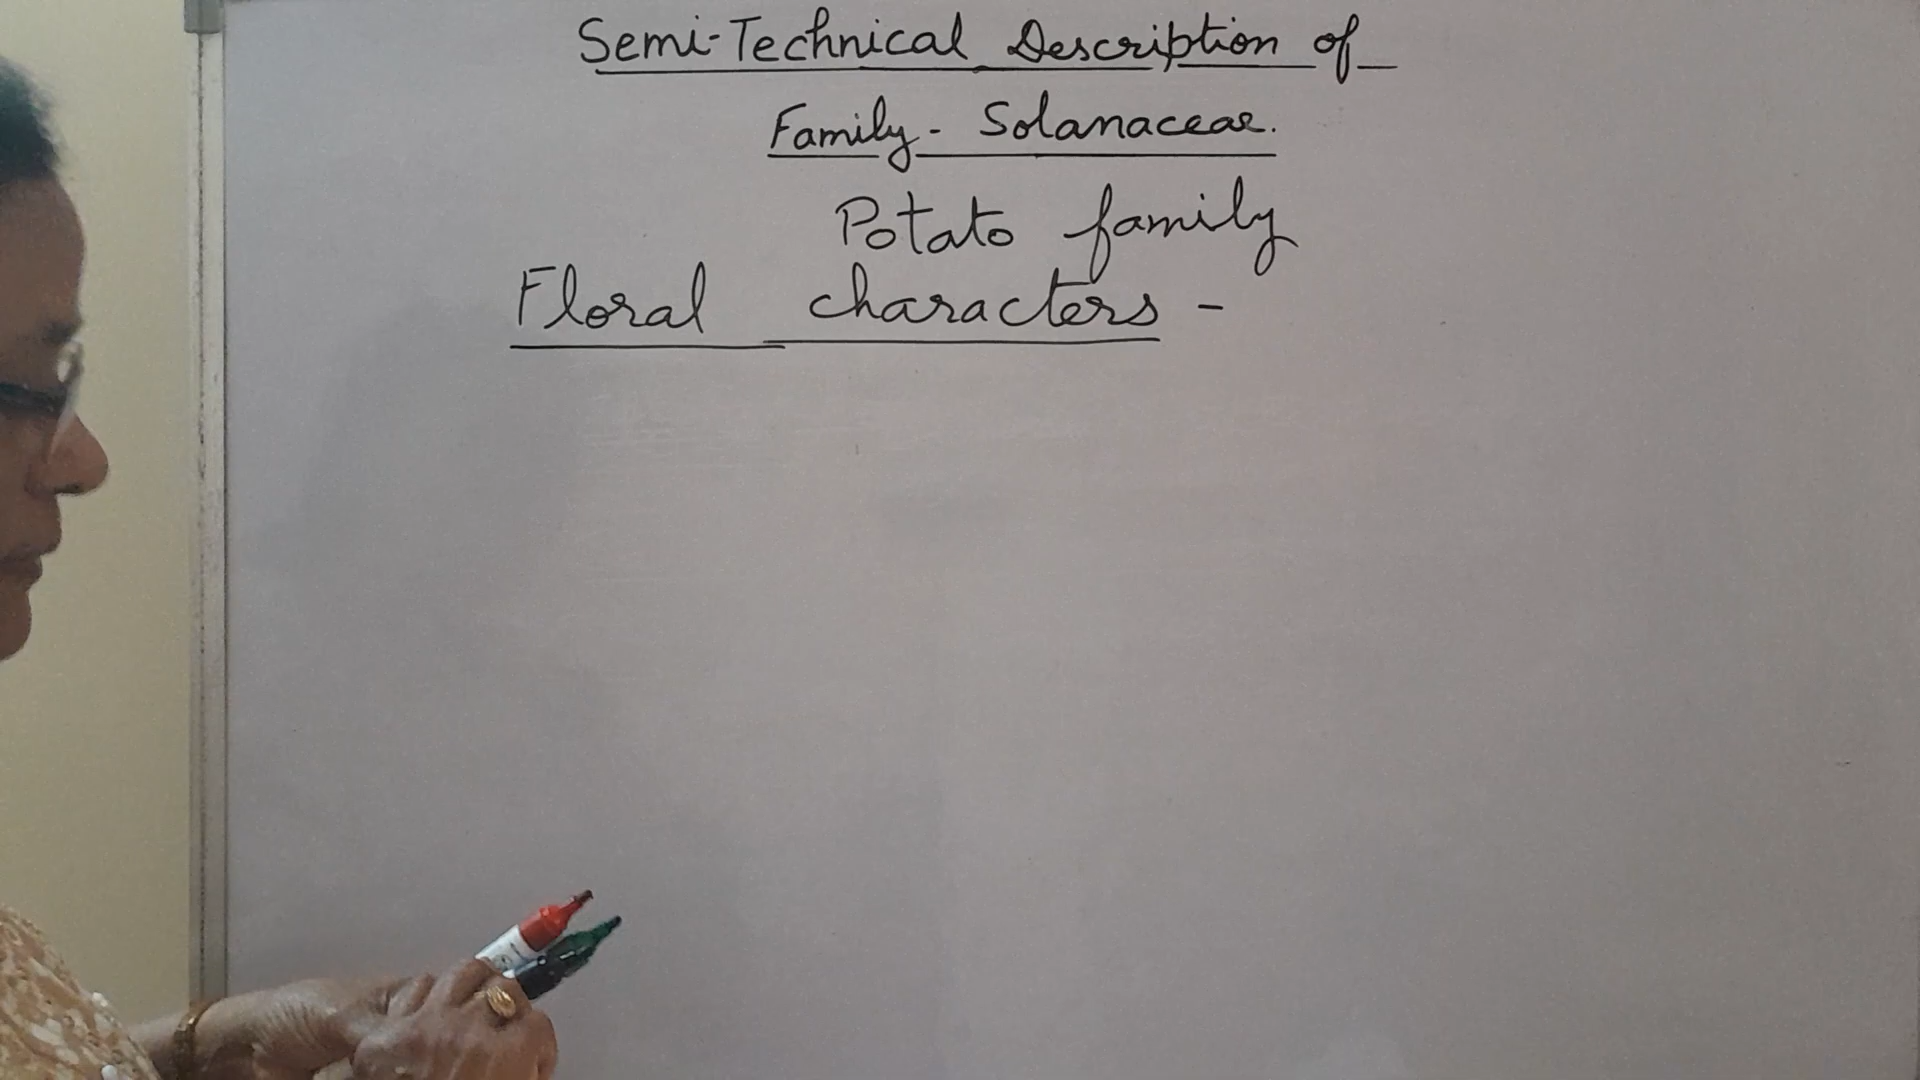 Semi-Technical Description of
Family - Solanaceae.
Potato family
Floral characters -